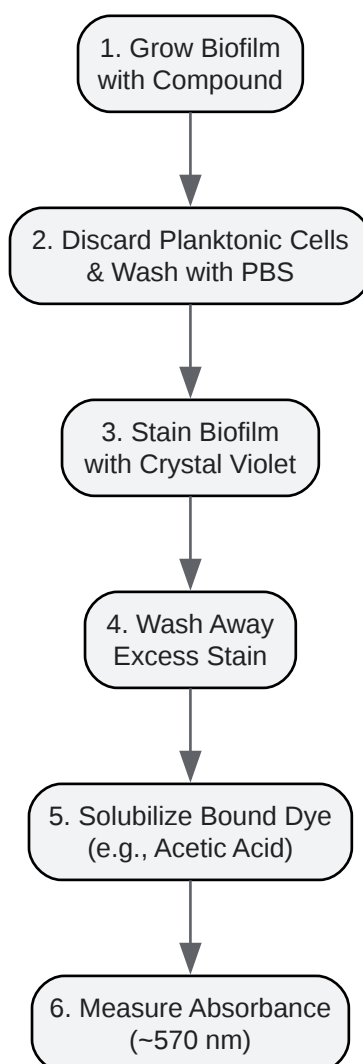 1. Grow Biofilm
with Compound
2. Discard Planktonic Cells
& Wash with PBS
3. Stain Biofilm
with Crystal Violet
4. Wash Away
Excess Stain
5. Solubilize Bound Dye
(e.g., Acetic Acid)
6. Measure Absorbance
(~570 nm)